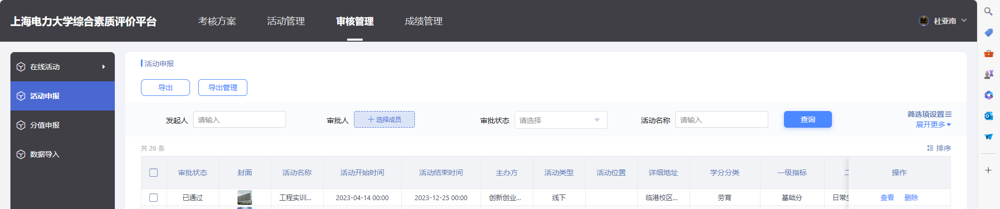 上海电力大学综合素质评价平台 考核方案 活动管理 审核管理 成绩管理 杜亚南
在线活动
活动申报
分值申报
数据导入
活动申报
导出 导出管理
发起人 请输入 审批人 +选择成员 审批状态 请选择 活动名称 请输入 查询 筛选项设置
展开更多
共 26 条 排序
审批状态 封面 活动名称 活动开始时间 活动结束时间 主办方 活动类型 活动位置 详细地址 学分分类 一级指标 操作
已通过 工程实训... 2023-04-14 00:00 2023-12-25 00:00 创新创业... 线下 临港校区... 劳育 基础分 日常 查看 删除